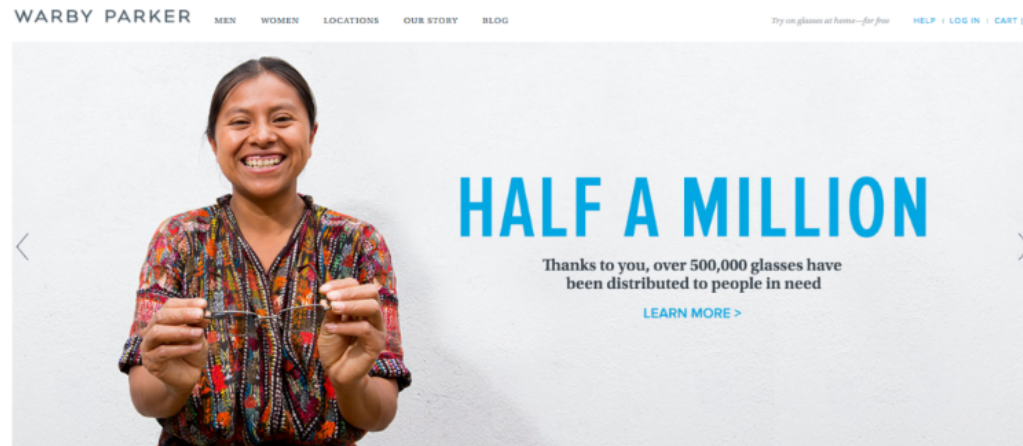 WARBY PARKER MEN WOMEN LOCATIONS OUR STORY BLOG Try on glasses at home—for free HELP | LOG IN | CART |
HALF A MILLION
Thanks to you, over 500,000 glasses have
been distributed to people in need
LEARN MORE >